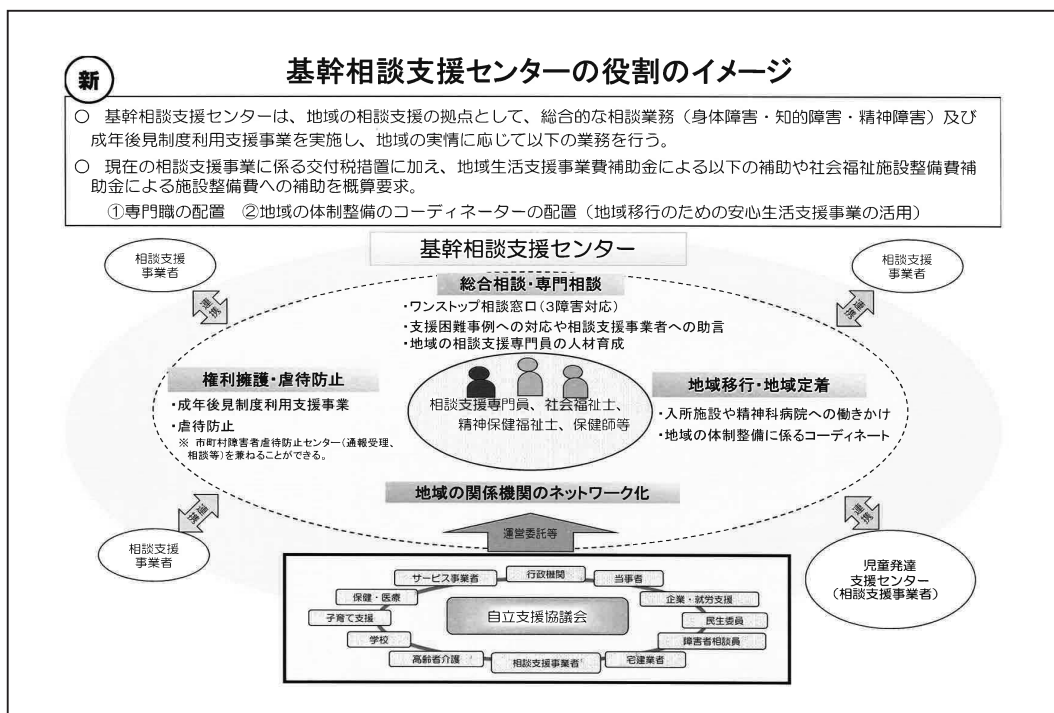 新
基幹相談支援センターの役割のイメージ
○ 基幹相談支援センターは、地域の相談支援の拠点として、総合的な相談業務（身体障害・知的障害・精神障害）及び
成年後見制度利用支援事業を実施し、地域の実情に応じて以下の業務を行う。
○ 現在の相談支援事業に係る交付税措置に加え、地域生活支援事業費補助金による以下の補助や社会福祉施設整備費補
助金による施設整備費への補助を概算要求。
①専門職の配置 ②地域の体制整備のコーディネーターの配置（地域移行のための安心生活支援事業の活用）
基幹相談支援センター
相談支援
事業者
相談支援
事業者
連携
連携
総合相談・専門相談
・ワンストップ相談窓口（3障害対応）
・支援困難事例への対応や相談支援事業者への助言
・地域の相談支援専門員の人材育成
権利擁護・虐待防止
・成年後見制度利用支援事業
・虐待防止
※ 市町村障害者虐待防止センター（通報受理、
相談等）を兼ねることができる。
相談支援専門員、社会福祉士、
精神保健福祉士、保健師等
地域移行・地域定着
・入所施設や精神科病院への働きかけ
・地域の体制整備に係るコーディネート
地域の関係機関のネットワーク化
連携
連携
運営委託等
相談支援
事業者
児童発達
支援センター
（相談支援事業者）
サービス事業者
行政機関
当事者
保健・医療
企業・就労支援
子育て支援
自立支援協議会
民生委員
学校
障害者相談員
高齢者介護
相談支援事業者
宅建業者